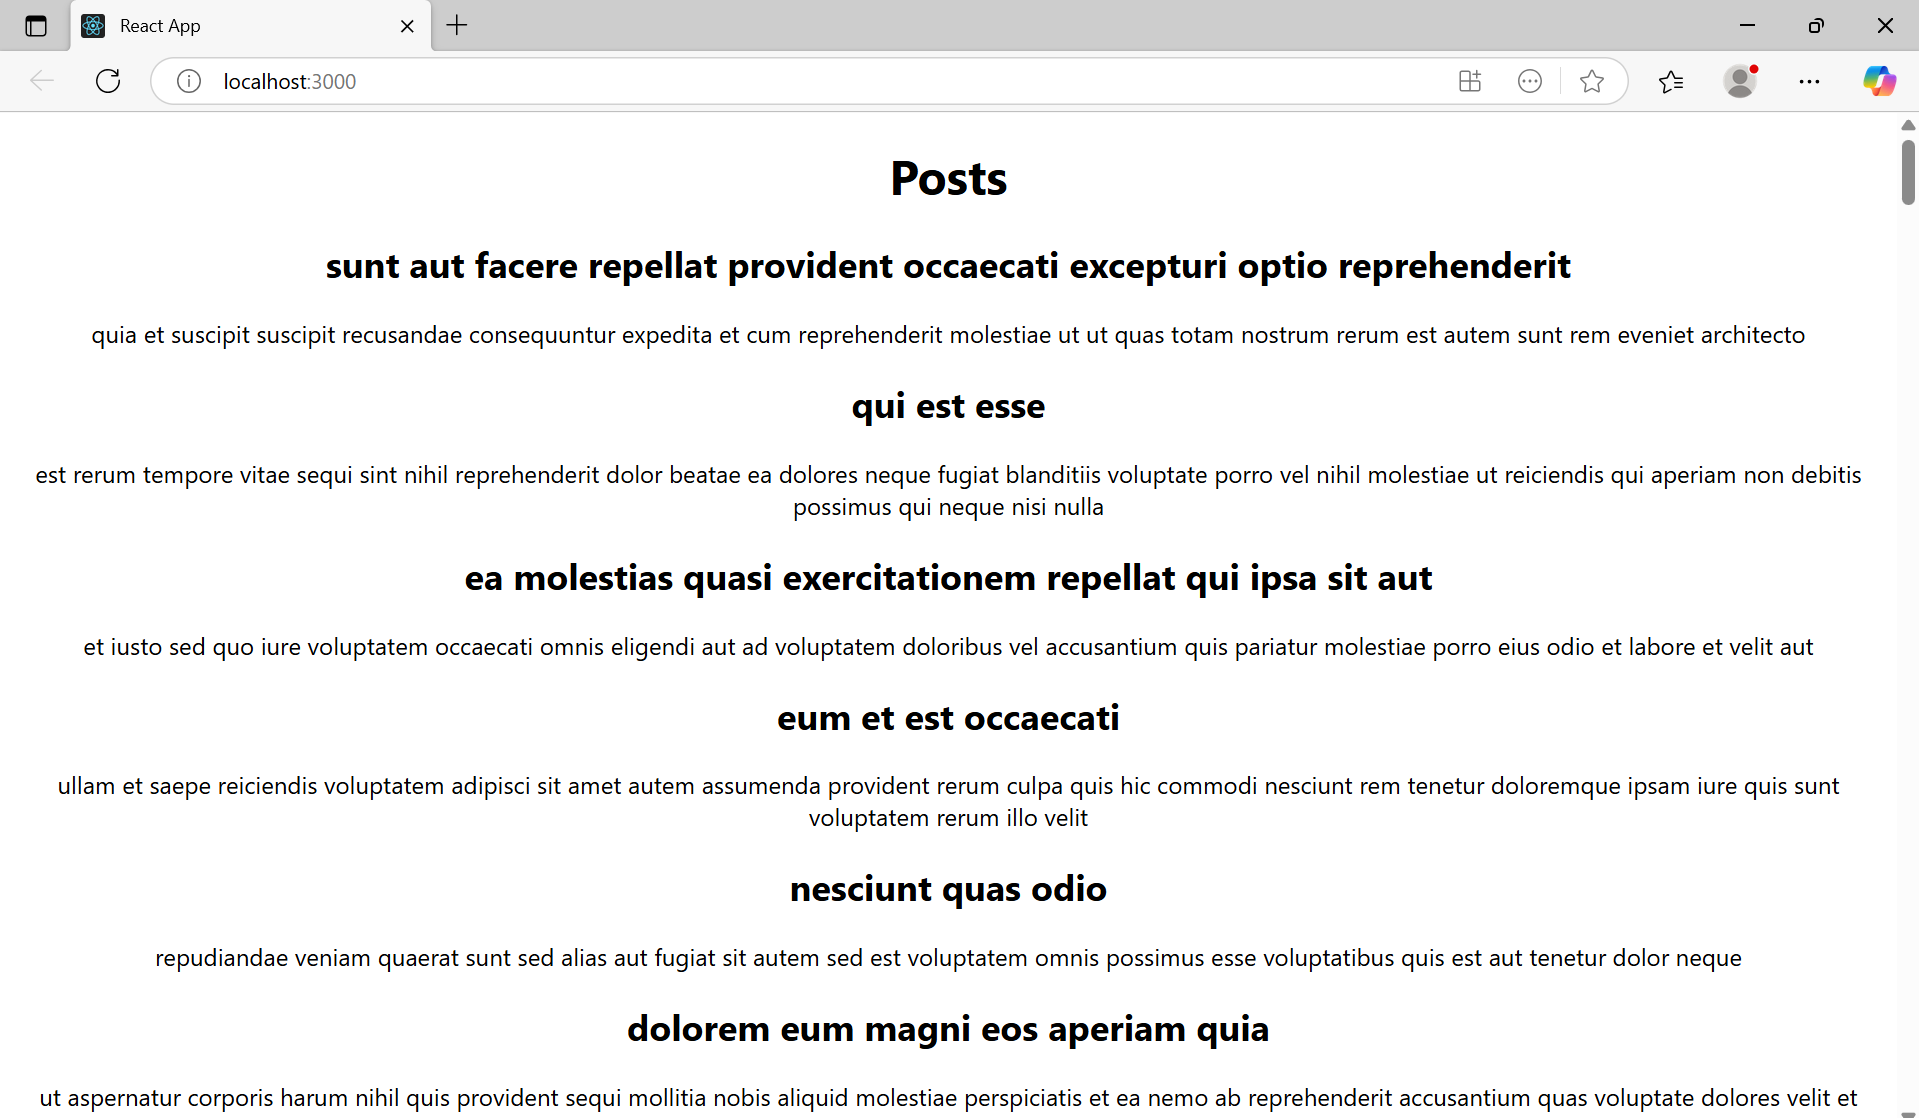 React App
localhost:3000
Posts
sunt aut facere repellat provident occaecati excepturi optio reprehenderit
quia et suscipit suscipit recusandae consequuntur expedita et cum reprehenderit molestiae ut ut quas totam nostrum rerum est autem sunt rem eveniet architecto
qui est esse
est rerum tempore vitae sequi sint nihil reprehenderit dolor beatae ea dolores neque fugiat blanditiis voluptate porro vel nihil molestiae ut reiciendis qui aperiam non debitis
possimus qui neque nisi nulla
ea molestias quasi exercitationem repellat qui ipsa sit aut
et iusto sed quo iure voluptatem occaecati omnis eligendi aut ad voluptatem doloribus vel accusantium quis pariatur molestiae porro eius odio et labore et velit aut
eum et est occaecati
ullam et saepe reiciendis voluptatem adipisci sit amet autem assumenda provident rerum culpa quis hic commodi nesciunt rem tenetur doloremque ipsam iure quis sunt
voluptatem rerum illo velit
nesciunt quas odio
repudiandae veniam quaerat sunt sed alias aut fugiat sit autem sed est voluptatem omnis possimus esse voluptatibus quis est aut tenetur dolor neque
dolorem eum magni eos aperiam quia
ut aspernatur corporis harum nihil quis provident sequi mollitia nobis aliquid molestiae perspiciatis et ea nemo ab reprehenderit accusantium quas voluptate dolores velit et